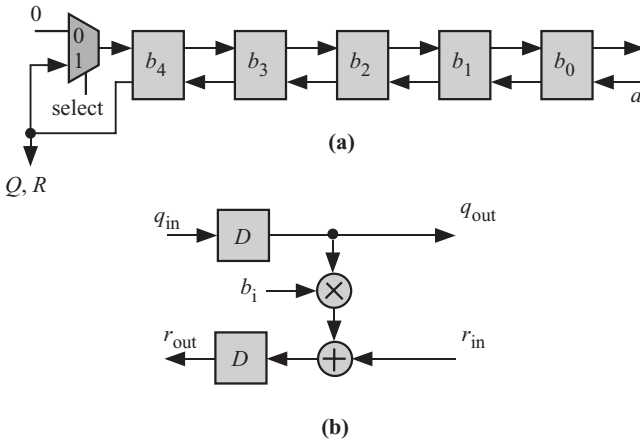 0
0
1
select
b4 b3 b2 b1 b0
a
Q, R
(a)
qin D qout
bi ×
rout D + rin
(b)